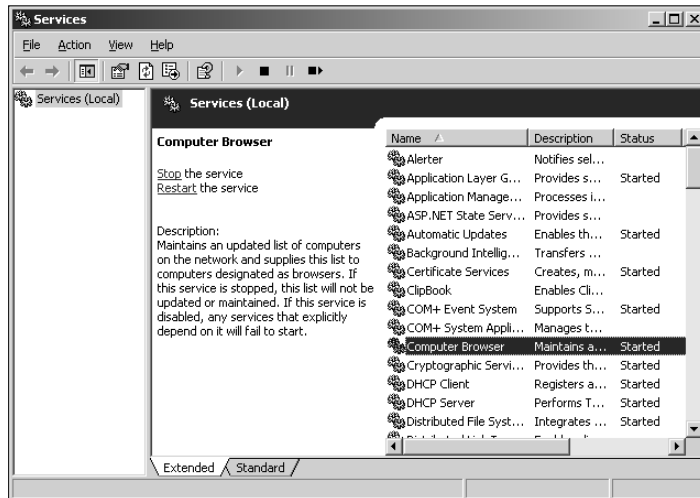 Services
File Action View Help
Services (Local)
Services (Local)
Computer Browser
Stop the service
Restart the service
Description:
Maintains an updated list of computers
on the network and supplies this list to
computers designated as browsers. If
this service is stopped, this list will not be
updated or maintained. If this service is
disabled, any services that explicitly
depend on it will fail to start.
Name Description Status
Alerter Notifies sel...
Application Layer G... Provides s... Started
Application Manage... Processes i...
ASP.NET State Serv... Provides s...
Automatic Updates Enables th... Started
Background Intellig... Transfers ...
Certificate Services Creates, m... Started
ClipBook Enables Cli...
COM+ Event System Supports S... Started
COM+ System Appli... Manages t...
Computer Browser Maintains a... Started
Cryptographic Servi... Provides th... Started
DHCP Client Registers a... Started
DHCP Server Performs T... Started
Distributed File Syst... Integrates ... Started
Extended Standard